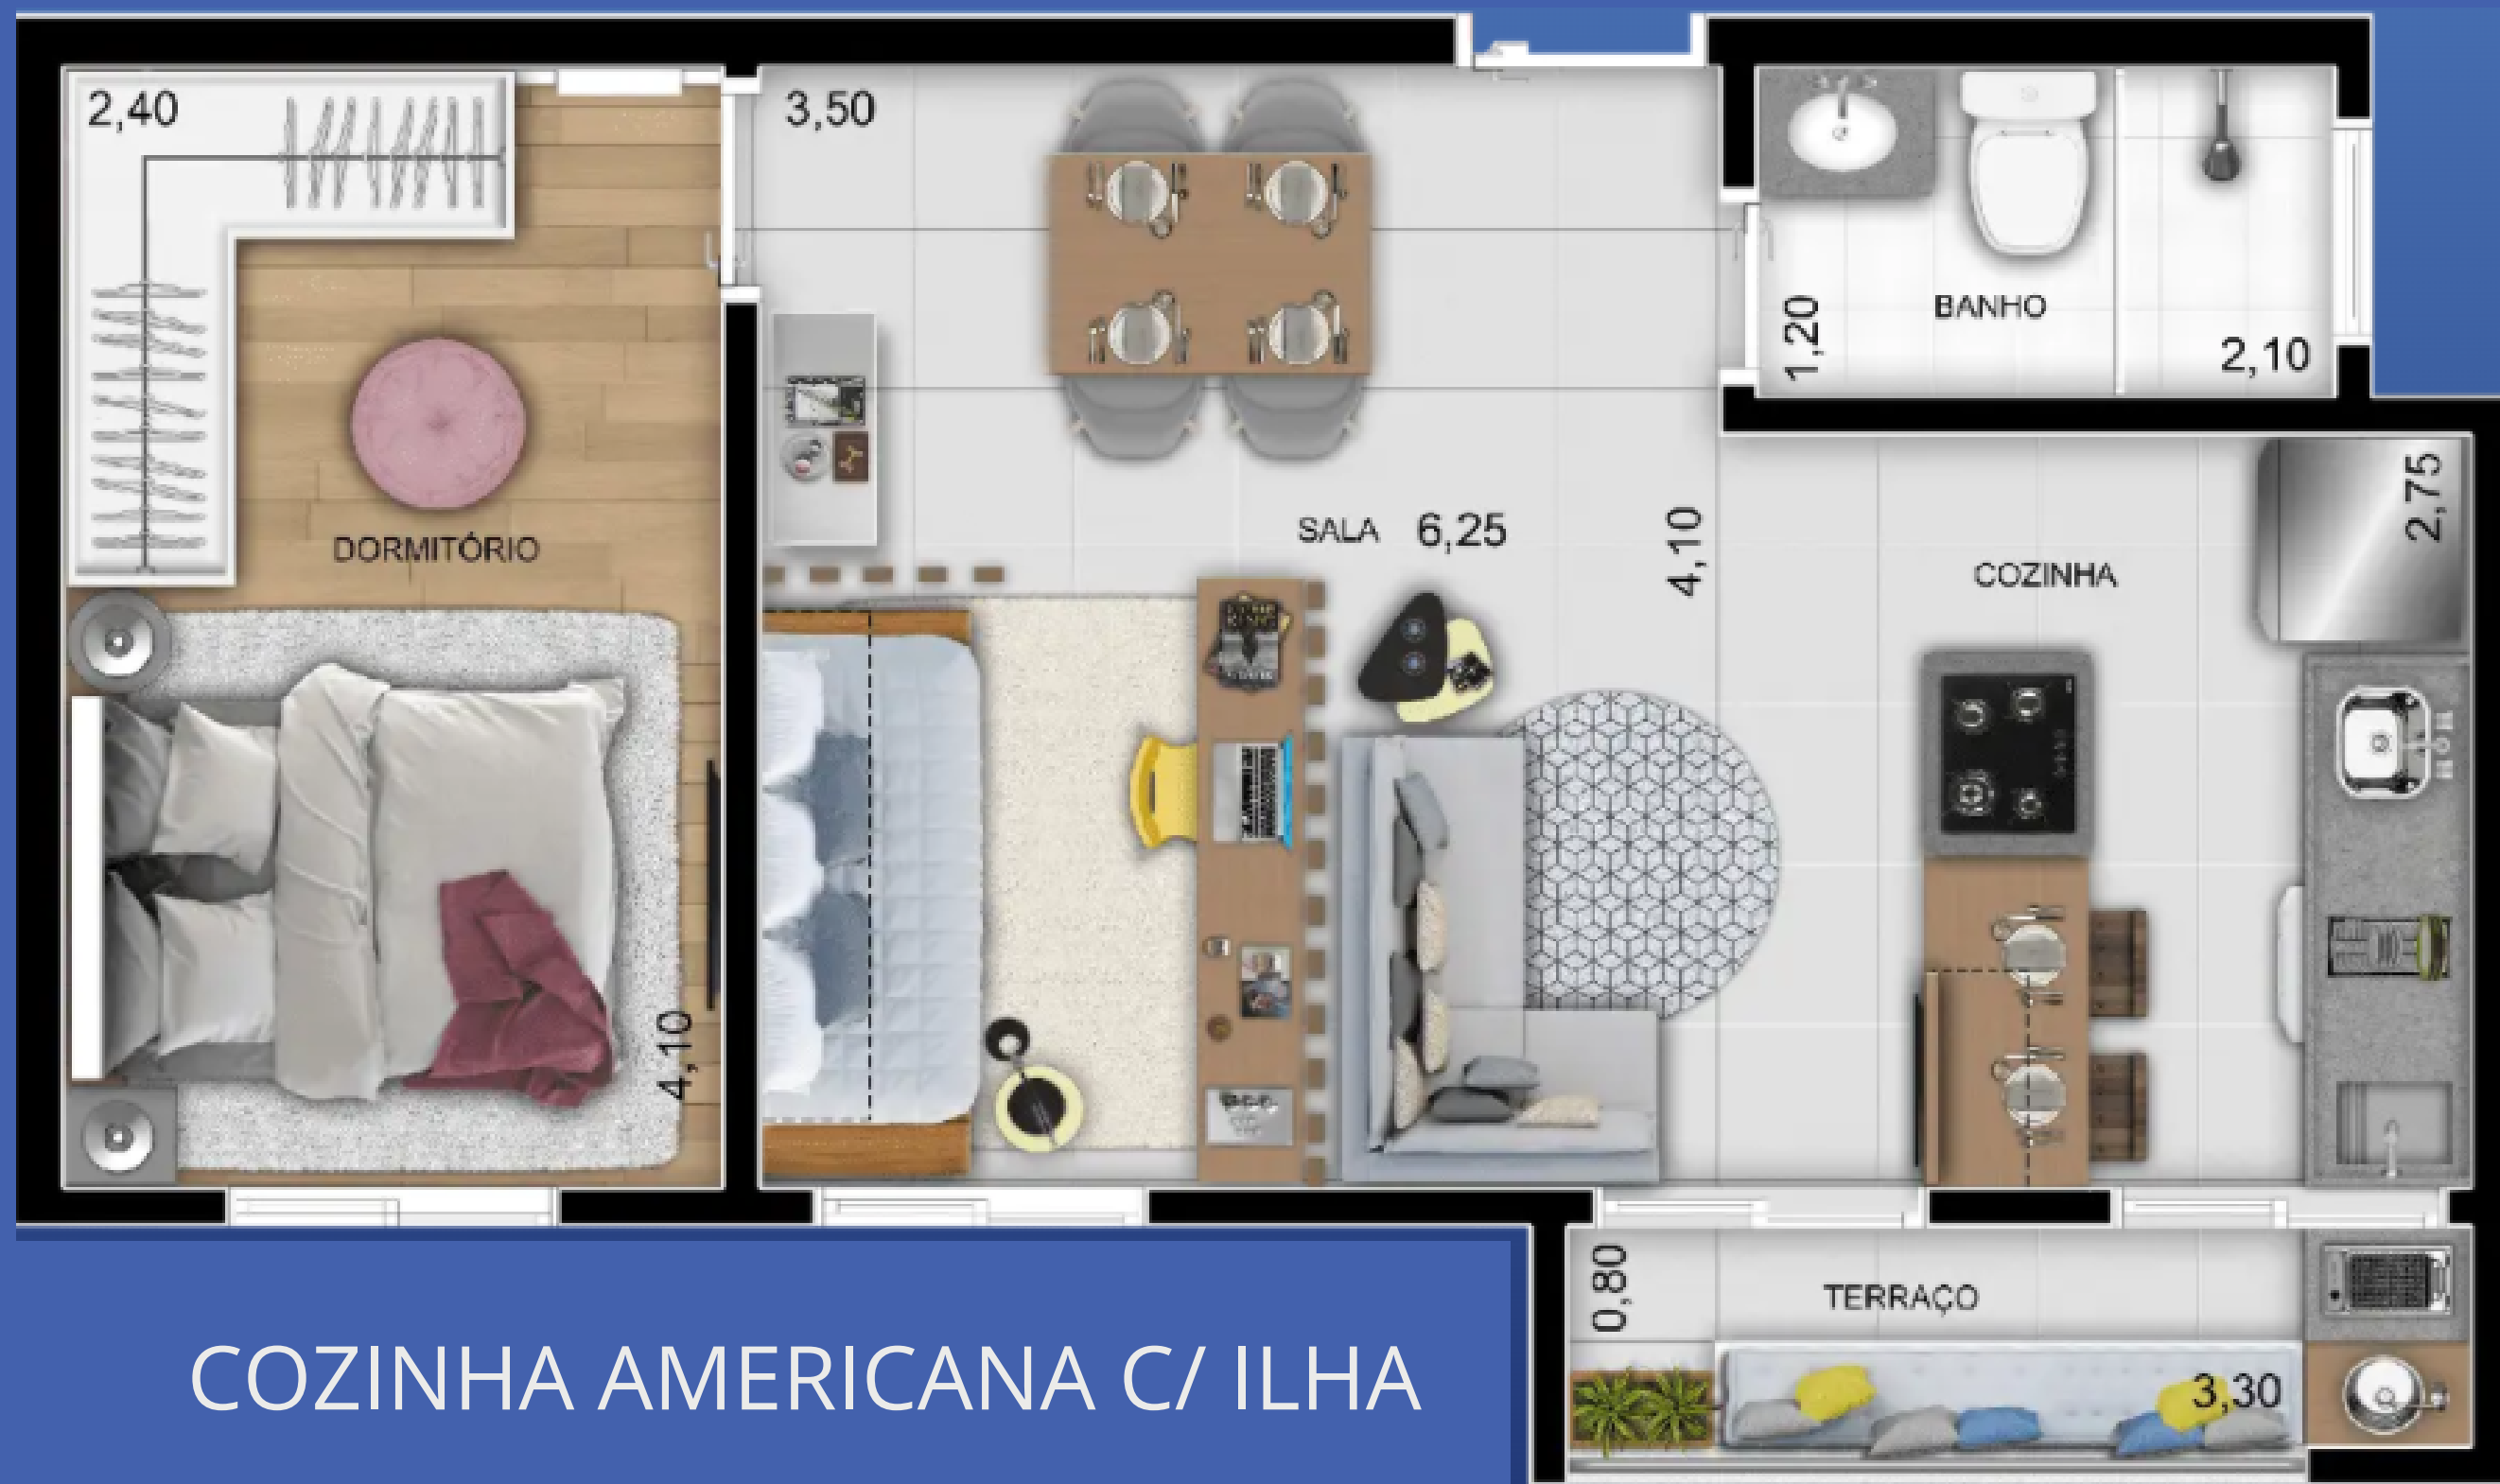 2,40
3,50
1,20
BANHO
2,10
2,75
SALA 6,25
4,10
DORMITÓRIO
COZINHA
4,10
0,80
TERRAÇO
3,30
COZINHA AMERICANA C/ ILHA